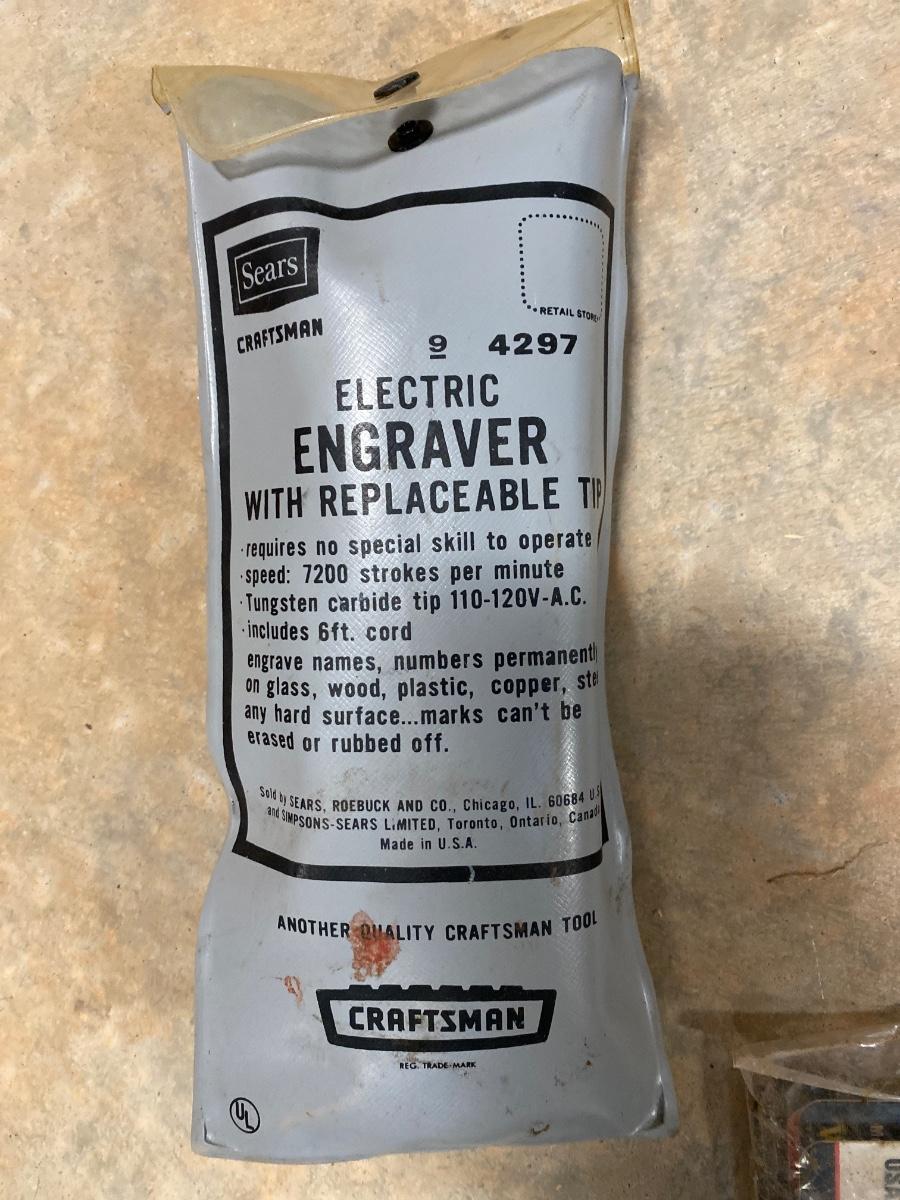 Sears
CRAFTSMAN
RETAIL STORE
9 4297
ELECTRIC
ENGRAVER
WITH REPLACEABLE TIP
·requires no special skill to operate
·speed: 7200 strokes per minute
·Tungsten carbide tip 110-120V-A.C.
·includes 6ft. cord
engrave names, numbers permanently
on glass, wood, plastic, copper, stee
any hard surface...marks can't be
erased or rubbed off.
Sold by SEARS, ROEBUCK AND CO., Chicago, IL. 60684 U.S
and SIMPSONS-SEARS LIMITED, Toronto, Ontario, Canada
Made in U.S.A.
ANOTHER QUALITY CRAFTSMAN TOOL
CRAFTSMAN
REG. TRADE-MARK
UL
USA